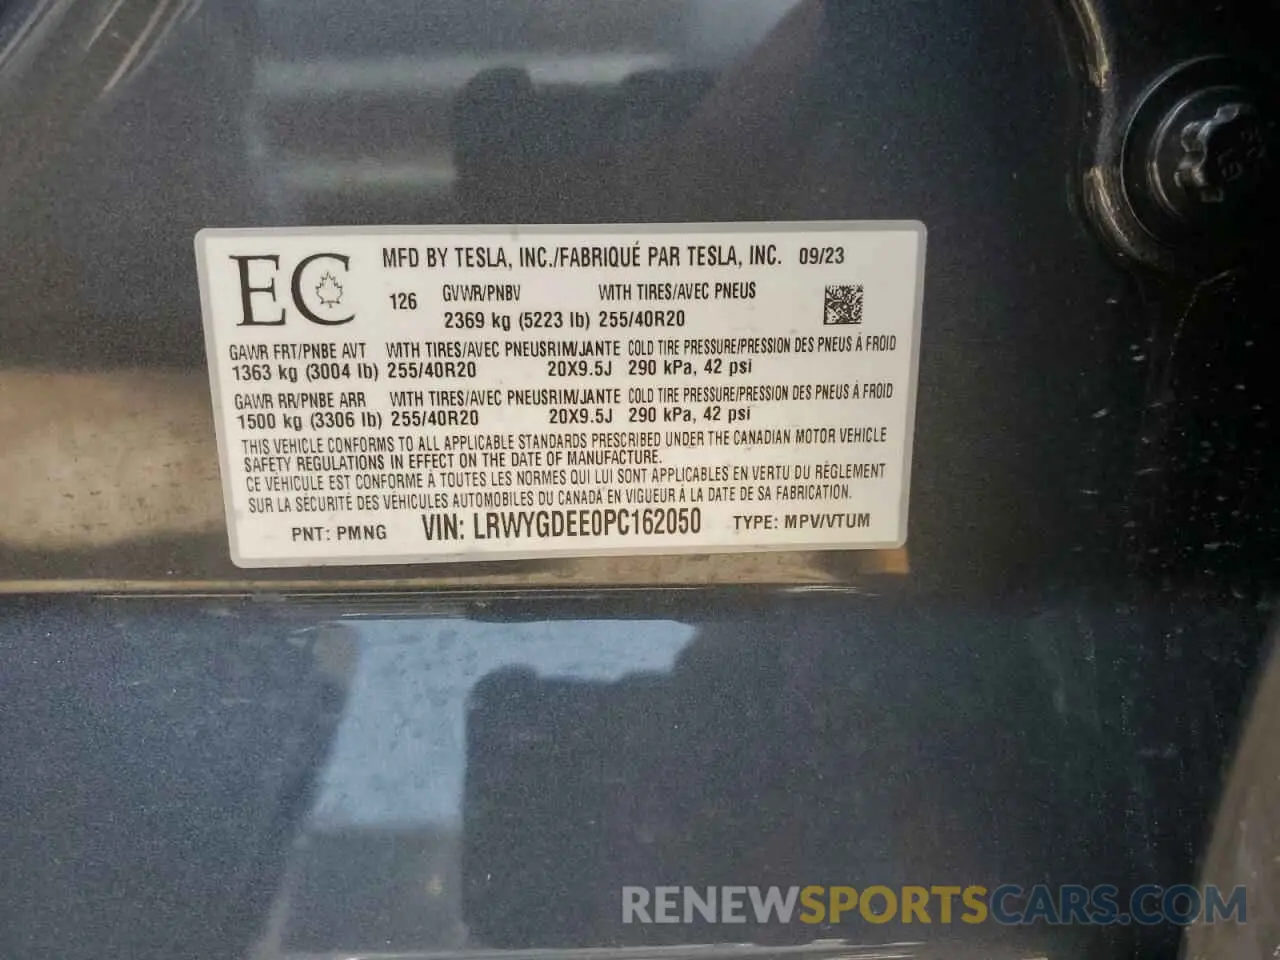 EC
MFD BY TESLA, INC./FABRIQUÉ PAR TESLA, INC. 09/23
126 GVWR/PNBV WITH TIRES/AVEC PNEUS
2369 kg (5223 lb) 255/40R20
GAWR FRT/PNBE AVT WITH TIRES/AVEC PNEUS RIM/JANTE COLD TIRE PRESSURE/PRESSION DES PNEUS À FROID
1363 kg (3004 lb) 255/40R20 20X9.5J 290 kPa, 42 psi
GAWR RR/PNBE ARR WITH TIRES/AVEC PNEUS RIM/JANTE COLD TIRE PRESSURE/PRESSION DES PNEUS À FROID
1500 kg (3306 lb) 255/40R20 20X9.5J 290 kPa, 42 psi
THIS VEHICLE CONFORMS TO ALL APPLICABLE STANDARDS PRESCRIBED UNDER THE CANADIAN MOTOR VEHICLE
SAFETY REGULATIONS IN EFFECT ON THE DATE OF MANUFACTURE.
CE VÉHICULE EST CONFORME À TOUTES LES NORMES QUI LUI SONT APPLICABLES EN VERTU DU RÈGLEMENT
SUR LA SÉCURITÉ DES VÉHICULES AUTOMOBILES DU CANADA EN VIGUEUR À LA DATE DE SA FABRICATION.
PNT: PMNG VIN: LRWYGDEE0PC162050 TYPE: MPV/VTUM
RENEWSPORTSCARS.COM